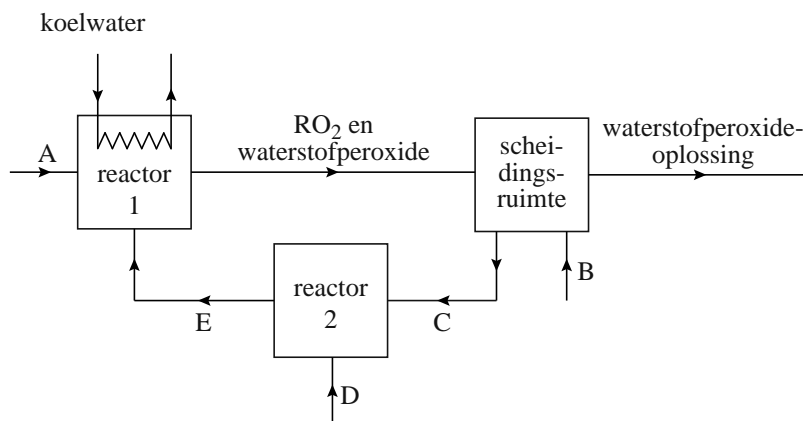 koelwater
A
reactor
1
RO₂ en
waterstofperoxide
schei-
dings-
ruimte
waterstofperoxide-
oplossing
B
reactor
2
E
C
D